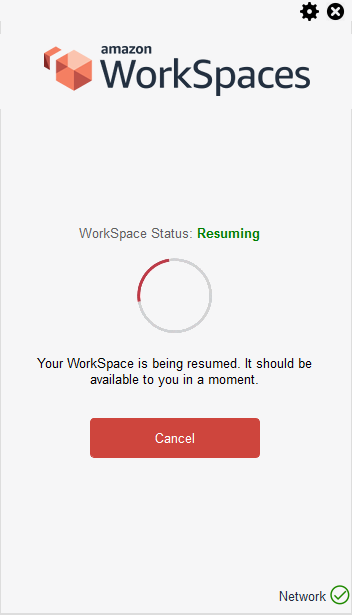 amazon
WorkSpaces
WorkSpace Status: Resuming
Your WorkSpace is being resumed. It should be
available to you in a moment.
Cancel
Network